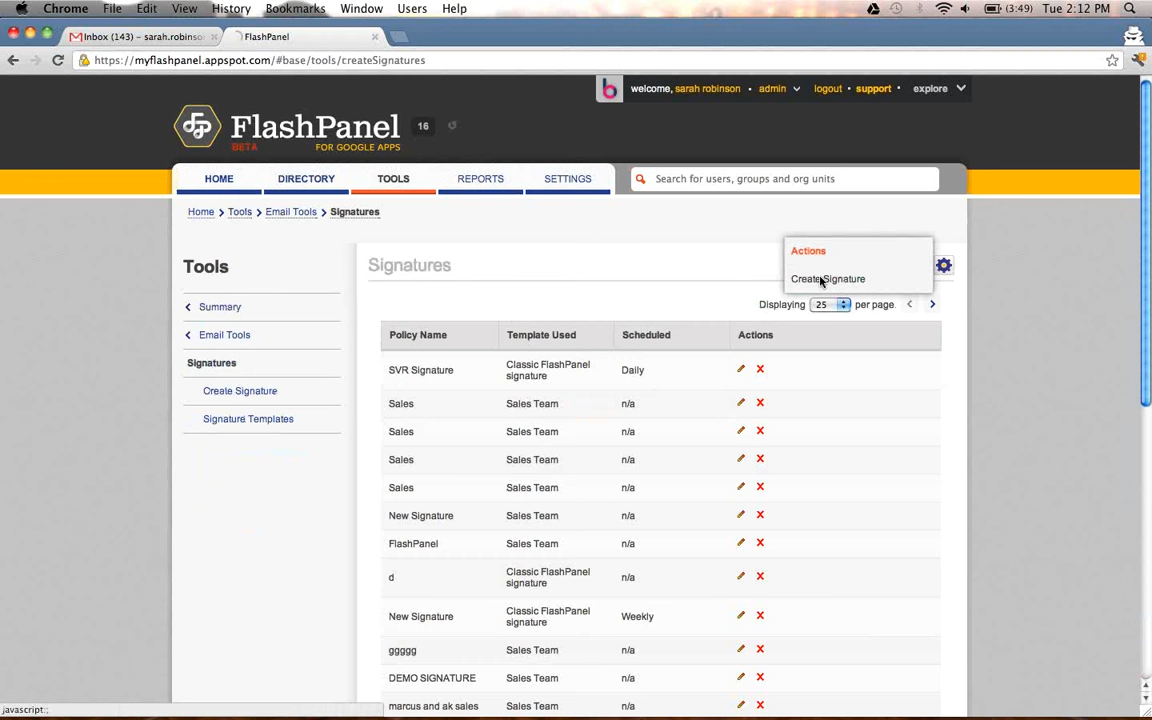 Chrome File Edit View History Bookmarks Window Users Help (3:49) Tue 2:12 PM
Inbox (143) – sarah.robinson FlashPanel
https://myflashpanel.appspot.com/#base/tools/createSignatures
b welcome, sarah robinson • admin logout • support • explore
FlashPanel 16
BETA FOR GOOGLE APPS
HOME DIRECTORY TOOLS REPORTS SETTINGS Search for users, groups and org units
Home > Tools > Email Tools > Signatures
Tools
Summary
Email Tools
Signatures
Create Signature
Signature Templates
Signatures
Actions
Create Signature
Displaying 25 per page.
Policy Name Template Used Scheduled Actions
SVR Signature Classic FlashPanel signature Daily
Sales Sales Team n/a
Sales Sales Team n/a
Sales Sales Team n/a
Sales Sales Team n/a
New Signature Sales Team n/a
FlashPanel Sales Team n/a
d Classic FlashPanel signature n/a
New Signature Classic FlashPanel signature Weekly
ggggg Sales Team n/a
DEMO SIGNATURE Sales Team n/a
marcus and ak sales Sales Team n/a
javascript:;